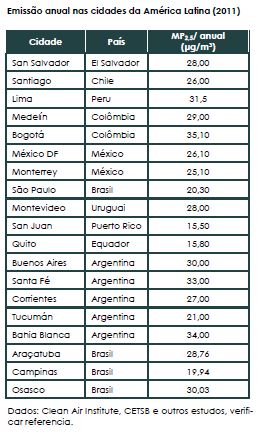 Emissão anual nas cidades da América Latina (2011)
Cidade País MP2,5/ anual (µg/m³)
San Salvador El Salvador 28,00
Santiago Chile 26,00
Lima Peru 31,5
Medelín Colômbia 29,00
Bogotá Colômbia 35,10
México DF México 26,10
Monterrey México 25,10
São Paulo Brasil 20,30
Montevideo Uruguai 28,00
San Juan Puerto Rico 15,50
Quito Equador 15,80
Buenos Aires Argentina 30,00
Santa Fé Argentina 33,00
Corrientes Argentina 27,00
Tucumán Argentina 21,00
Bahia Blanca Argentina 34,00
Araçatuba Brasil 28,76
Campinas Brasil 19,94
Osasco Brasil 30,03
Dados: Clean Air Institute, CETSB e outros estudos, verifi-
car referencia.